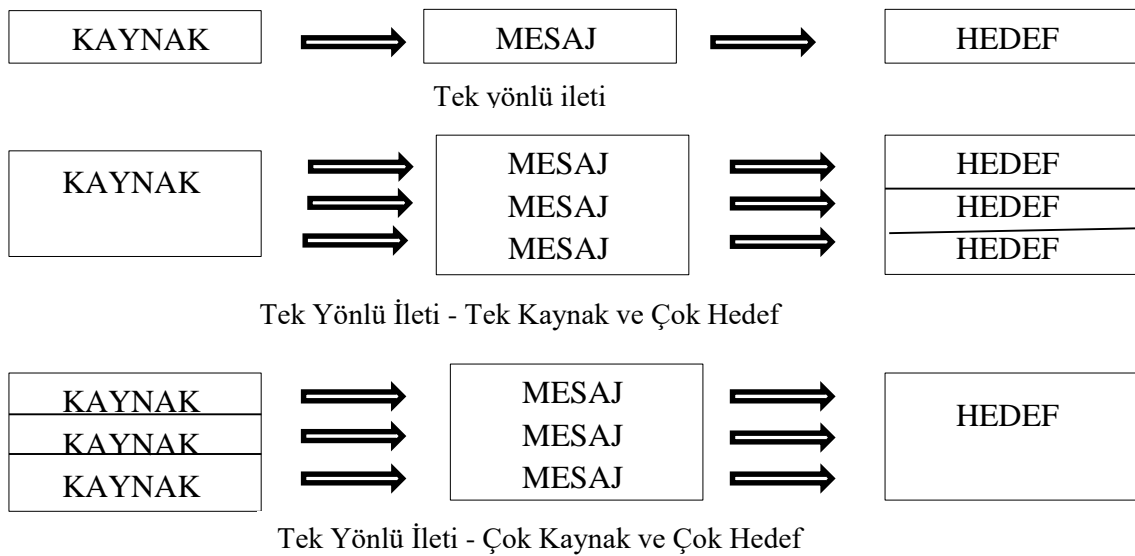 KAYNAK MESAJ HEDEF
Tek yönlü ileti
KAYNAK MESAJ HEDEF
MESAJ HEDEF
MESAJ HEDEF
Tek Yönlü İleti - Tek Kaynak ve Çok Hedef
KAYNAK MESAJ HEDEF
KAYNAK MESAJ
KAYNAK MESAJ
Tek Yönlü İleti - Çok Kaynak ve Çok Hedef